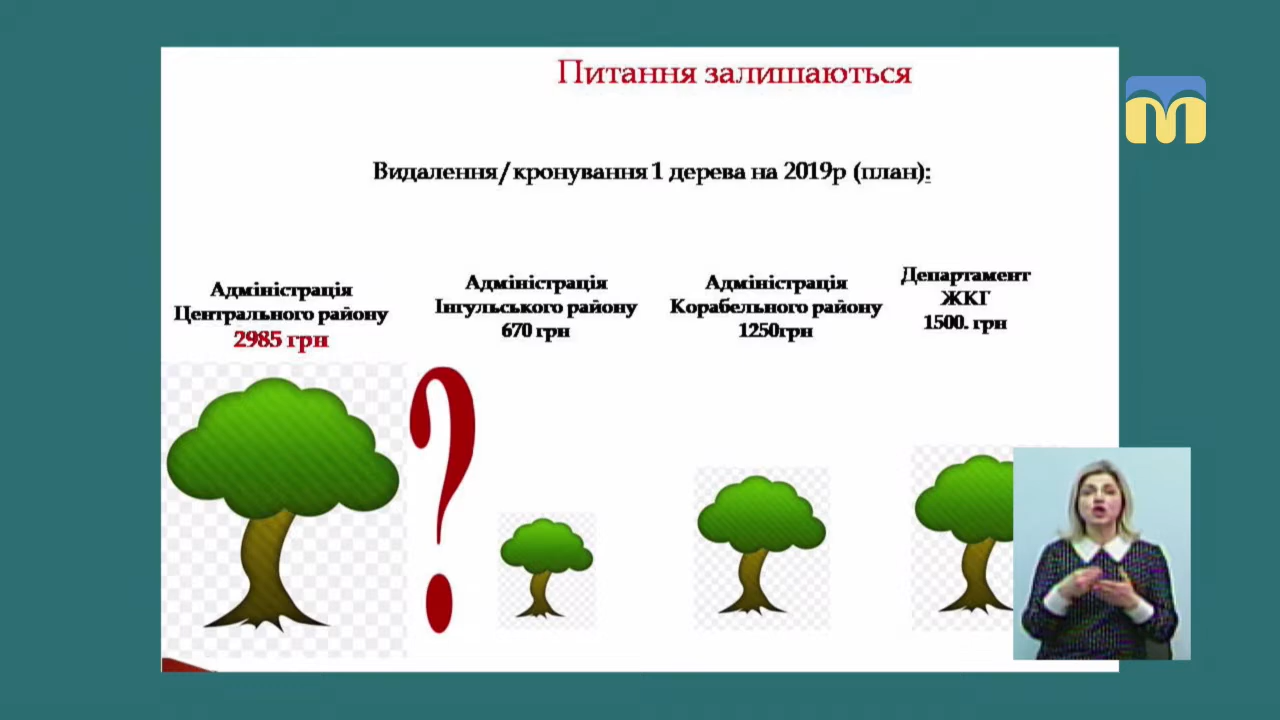 Питання залишаються
Видалення/кронування 1 дерева на 2019р (план):
Адміністрація
Центрального району
2985 грн
Адміністрація
Інгульського району
670 грн
Адміністрація
Корабельного району
1250грн
Департамент
ЖКГ
1500. грн
?